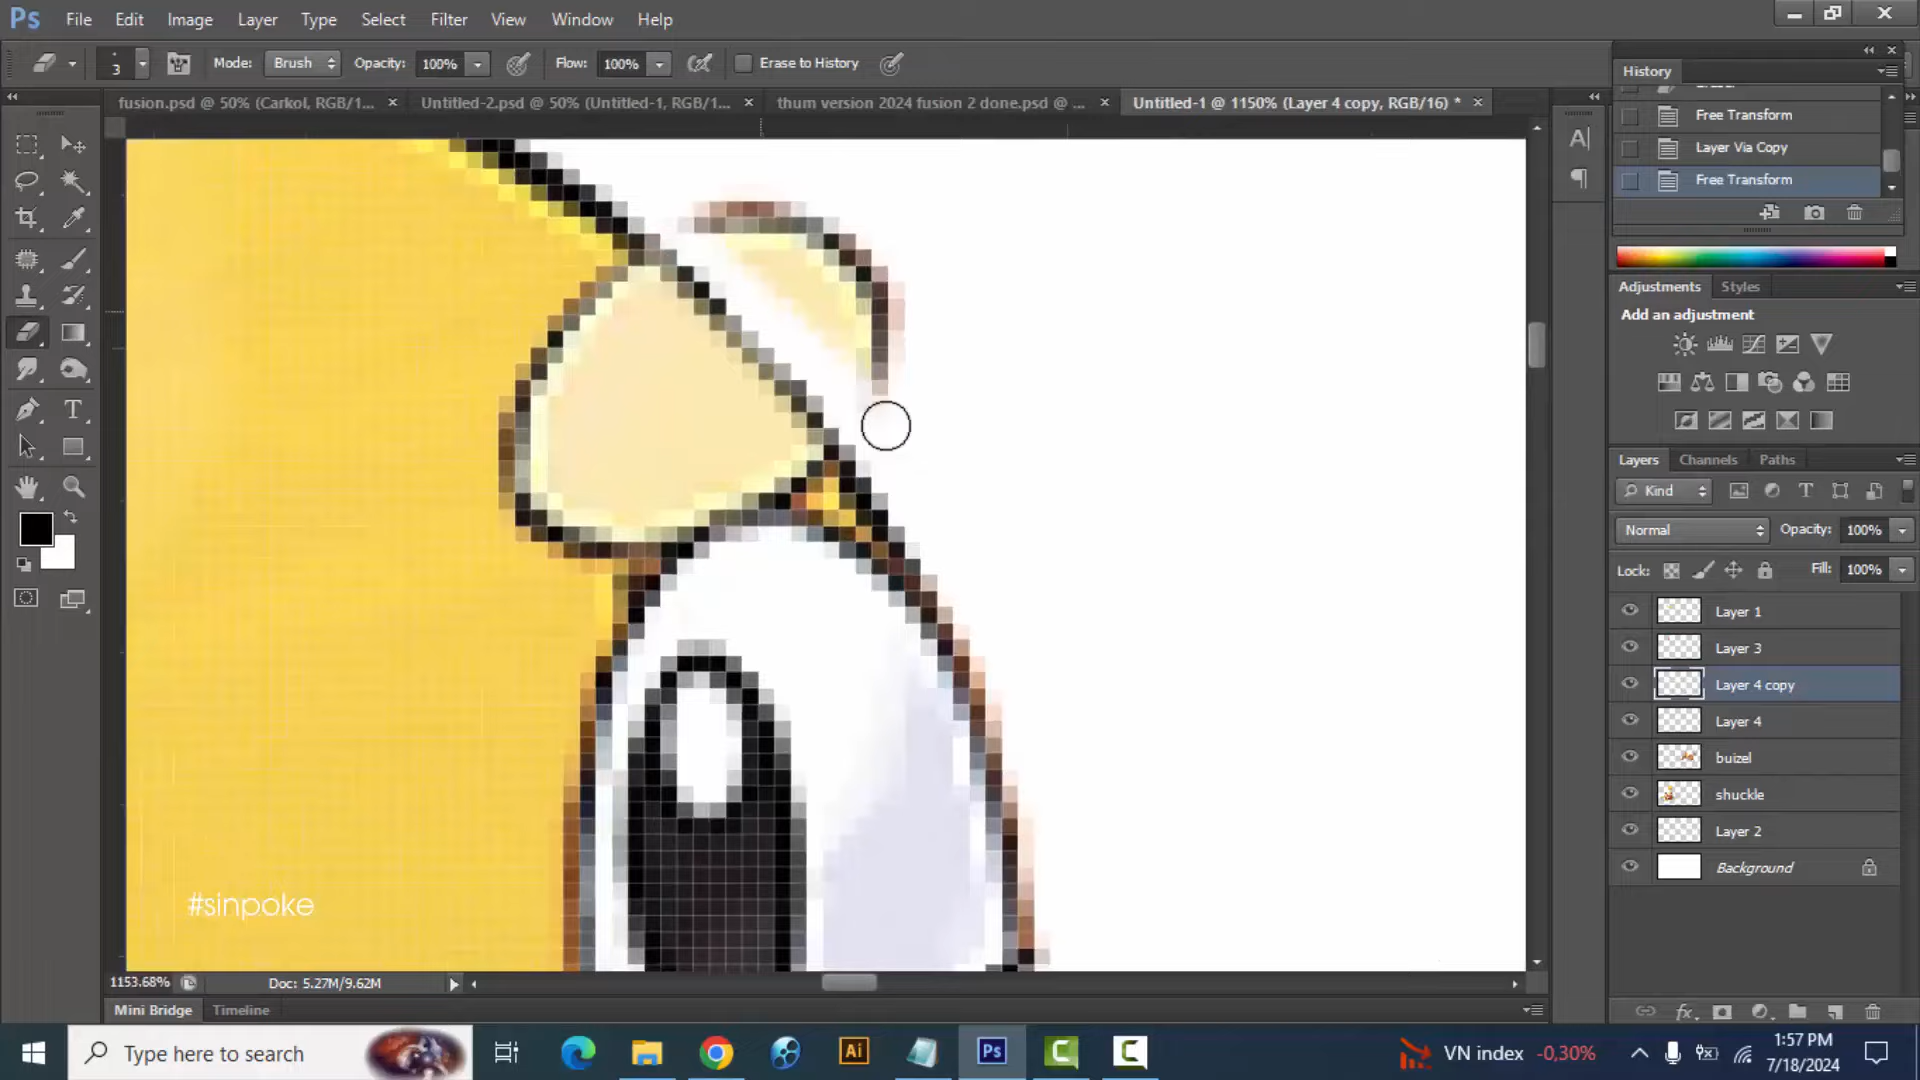 Ps File Edit Image Layer Type Select Filter View Window Help
3 Mode: Brush Opacity: 100% Flow: 100% Erase to History
fusion.psd @ 50% (Carkol, RGB/1... × Untitled-2.psd @ 50% (Untitled-1, RGB/1... × thum version 2024 fusion 2 done.psd @ ... × Untitled-1 @ 1150% (Layer 4 copy, RGB/16) * ×
History
Free Transform
Layer Via Copy
Free Transform
Adjustments Styles
Add an adjustment
Layers Channels Paths
Kind
Normal Opacity: 100%
Lock: Fill: 100%
Layer 1
Layer 3
Layer 4 copy
Layer 4
buizel
shuckle
Layer 2
Background
#sinpoke
1153.68% Doc: 5.27M/9.62M
Mini Bridge Timeline
Type here to search
Ai Ps
VN index -0,30%
1:57 PM
7/18/2024